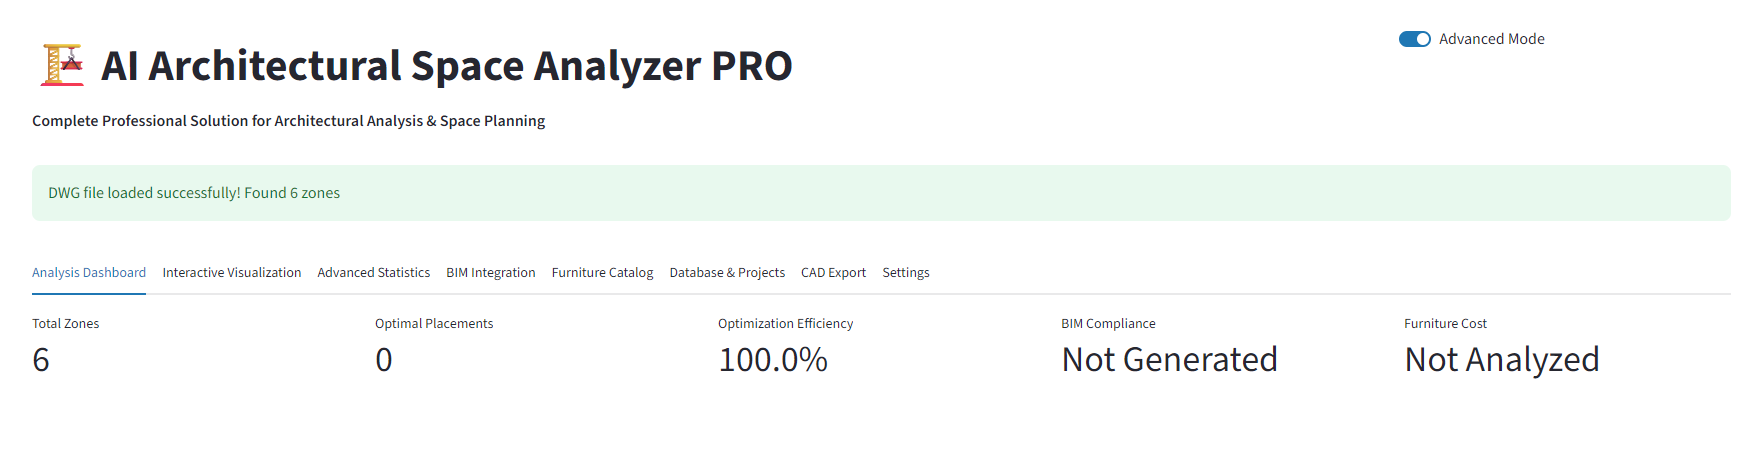 AI Architectural Space Analyzer PRO
Advanced Mode
Complete Professional Solution for Architectural Analysis & Space Planning
DWG file loaded successfully! Found 6 zones
Analysis Dashboard Interactive Visualization Advanced Statistics BIM Integration Furniture Catalog Database & Projects CAD Export Settings
Total Zones Optimal Placements Optimization Efficiency BIM Compliance Furniture Cost
6 0 100.0% Not Generated Not Analyzed